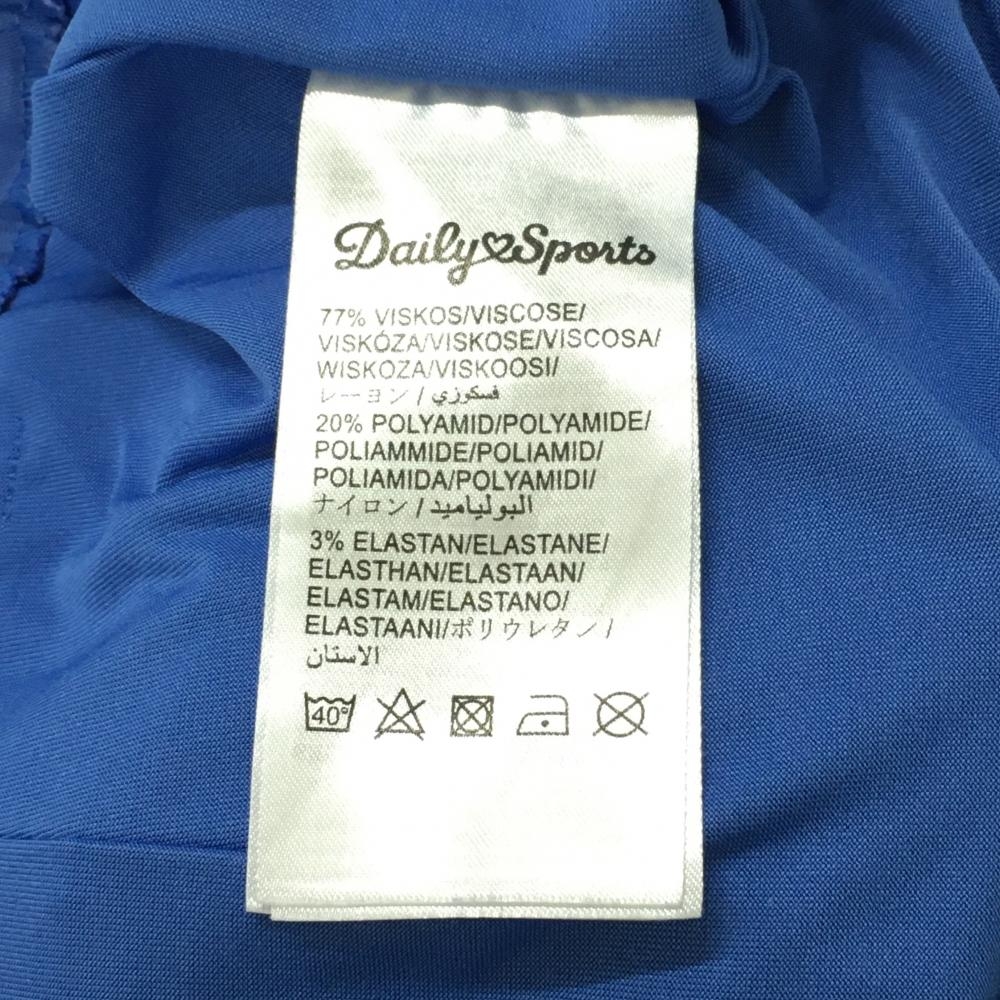 Daily Sports
77% VISKOS/VISCOSE/
VISKÓZA/VISKOSE/VISCOSA/
WISKOZA/VISKOOSI/
レーヨン / فسكوزي
20% POLYAMID/POLYAMIDE/
POLIAMMIDE/POLIAMID/
POLIAMIDA/POLYAMIDI/
ナイロン / البولياميد
3% ELASTAN/ELASTANE/
ELASTHAN/ELASTAAN/
ELASTAM/ELASTANO/
ELASTAANI/ポリウレタン /
الاستان
40°